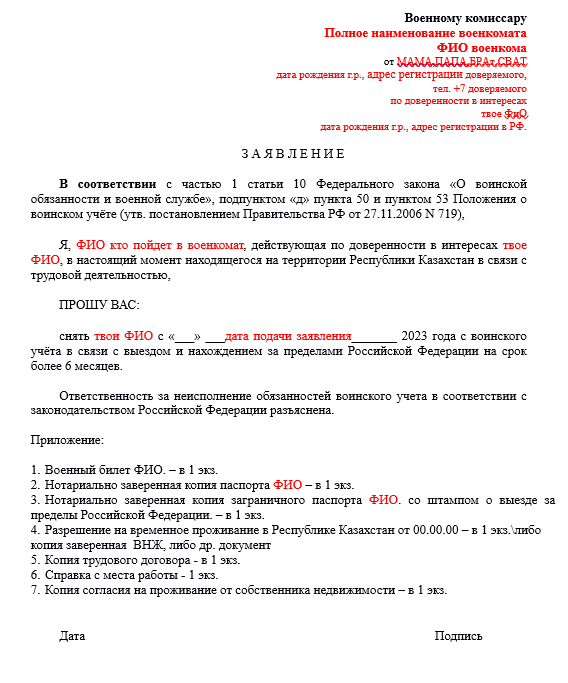 Военному комиссару
Полное наименование военкомата
ФИО военкома
от МАМА,ПАПА,БРАт,СВАТ
дата рождения г.р., адрес регистрации доверяемого,
тел. +7 доверяемого
по доверенности в интересах
твое ФиО
дата рождения г.р., адрес регистрации в РФ.
З А Я В Л Е Н И Е
В соответствии с частью 1 статьи 10 Федерального закона «О воинской
обязанности и военной службе», подпунктом «д» пункта 50 и пунктом 53 Положения о
воинском учёте (утв. постановлением Правительства РФ от 27.11.2006 N 719),
Я, ФИО кто пойдет в военкомат, действующая по доверенности в интересах твое
ФИО, в настоящий момент находящегося на территории Республики Казахстан в связи с
трудовой деятельностью,
ПРОШУ ВАС:
снять твои ФИО с «___» ___дата подачи заявления_______ 2023 года с воинского
учёта в связи с выездом и нахождением за пределами Российской Федерации на срок
более 6 месяцев.
Ответственность за неисполнение обязанностей воинского учета в соответствии с
законодательством Российской Федерации разъяснена.
Приложение:
1. Военный билет ФИО. – в 1 экз.
2. Нотариально заверенная копия паспорта ФИО – в 1 экз.
3. Нотариально заверенная копия заграничного паспорта ФИО. со штампом о выезде за
пределы Российской Федерации. – в 1 экз.
4. Разрешение на временное проживание в Республике Казахстан от 00.00.00 – в 1 экз.\либо
копия заверенная ВНЖ, либо др. документ
5. Копия трудового договора - в 1 экз.
6. Справка с места работы - 1 экз.
7. Копия согласия на проживание от собственника недвижимости – в 1 экз.
Дата Подпись